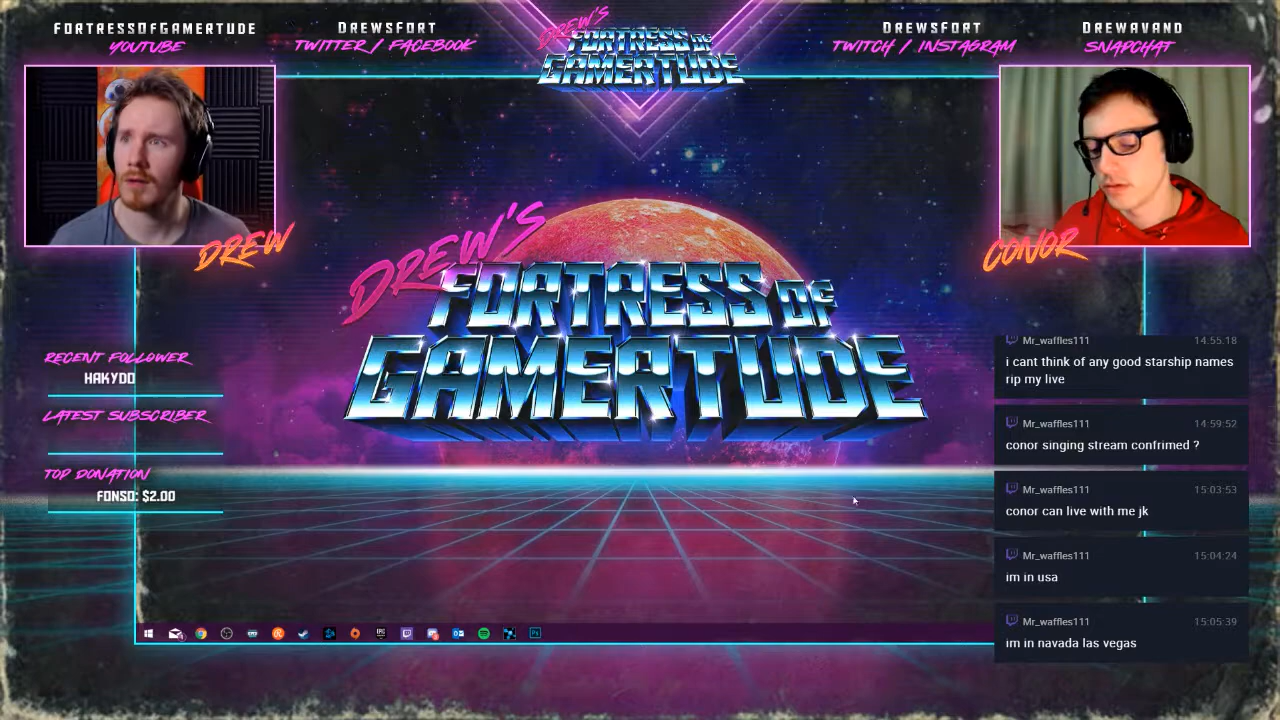 FORTRESSOFGAMERTUDE
YOUTUBE
DREWSFORT
TWITTER / FACEBOOK
DREW'S
FORTRESS OF
GAMERTUDE
DREWSFORT
TWITCH / INSTAGRAM
DREWAVAND
SNAPCHAT
DREW
CONOR
DREW'S
FORTRESS OF
GAMERTUDE
RECENT FOLLOWER
HAKYDO
LATEST SUBSCRIBER
TOP DONATION
FONSO: $2.00
Mr_waffles111 14:55:18
i cant think of any good starship names
rip my live
Mr_waffles111 14:59:52
conor singing stream confrimed ?
Mr_waffles111 15:03:53
conor can live with me jk
Mr_waffles111 15:04:24
im in usa
Mr_waffles111 15:05:39
im in navada las vegas
EPIC
Ps